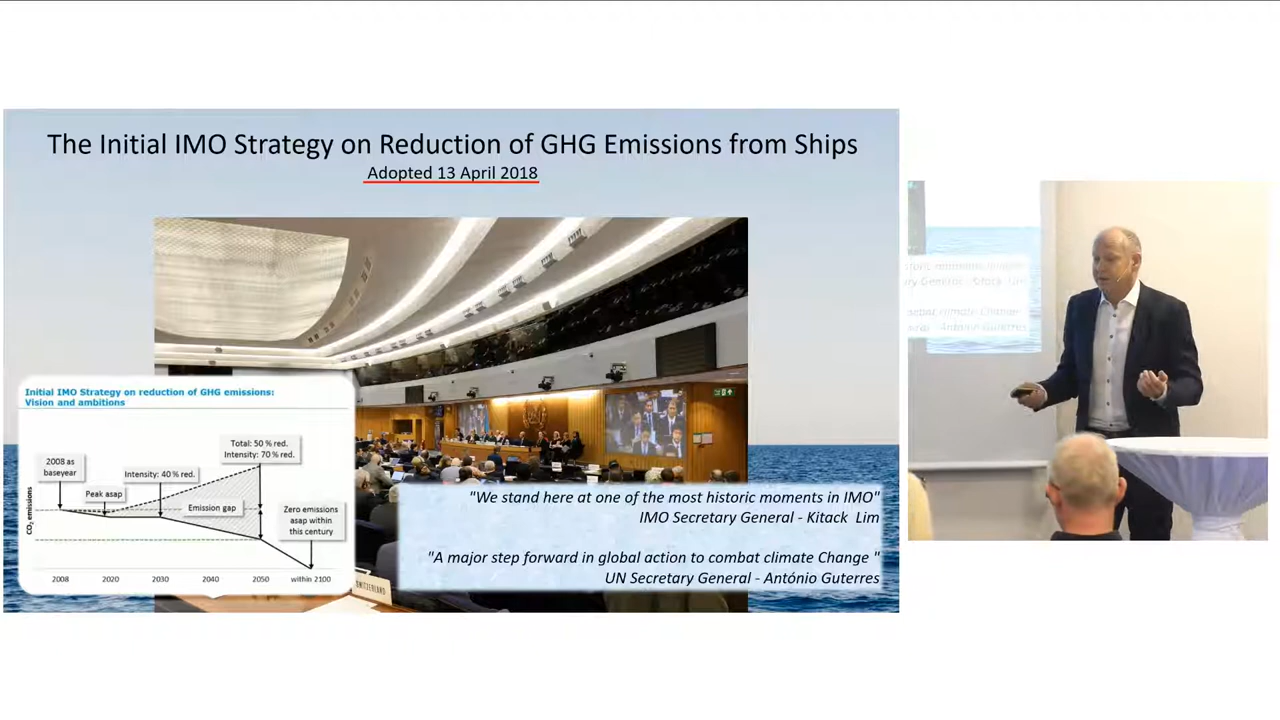 The Initial IMO Strategy on Reduction of GHG Emissions from Ships
Adopted 13 April 2018
Initial IMO Strategy on reduction of GHG emissions:
Vision and ambitions
Total: 50 % red.
Intensity: 70 % red.
2008 as
baseyear
Intensity: 40 % red.
Peak asap
Emission gap
Zero emissions
asap within
this century
CO2 emissions
2008 2020 2030 2040 2050 within 2100
SWITZERLAND
"We stand here at one of the most historic moments in IMO"
IMO Secretary General - Kitack Lim
"A major step forward in global action to combat climate Change "
UN Secretary General - António Guterres